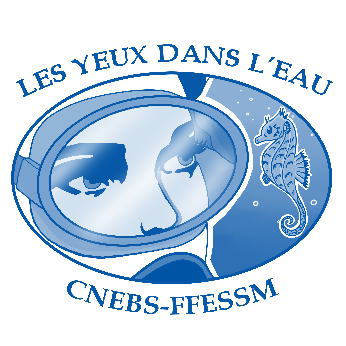 LES YEUX DANS L'EAU
CNEBS-FFESSM